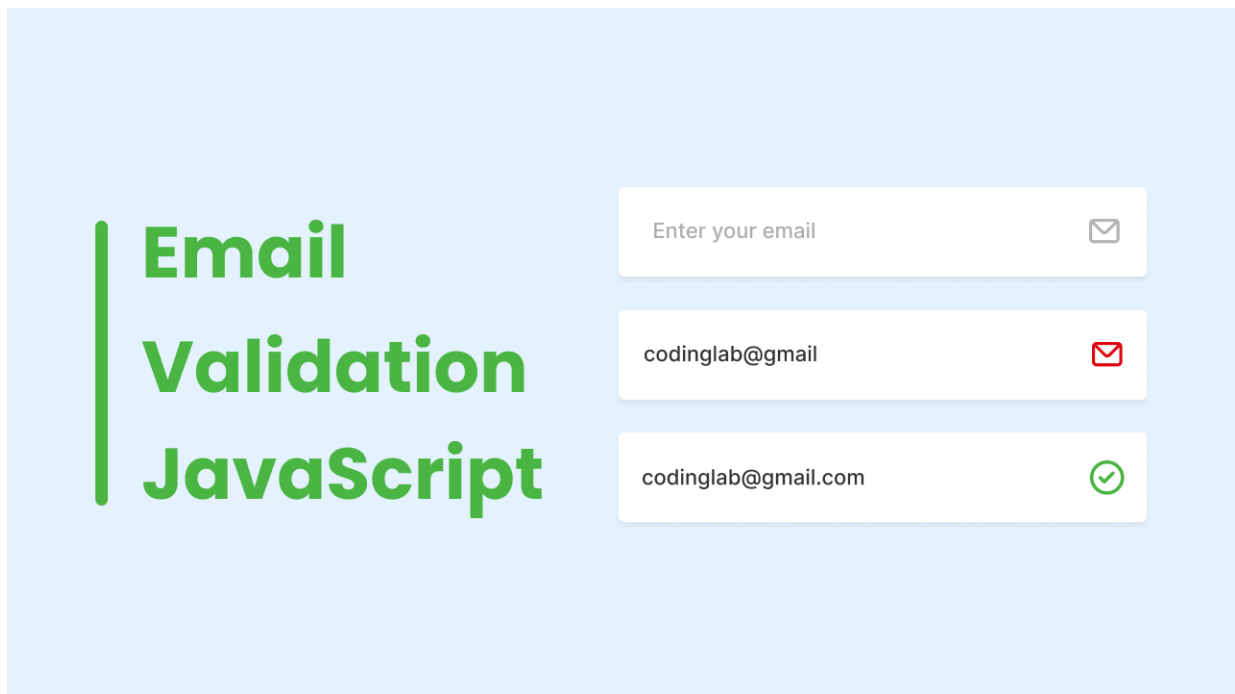 Email
Validation
JavaScript
Enter your email
codinglab@gmail
codinglab@gmail.com